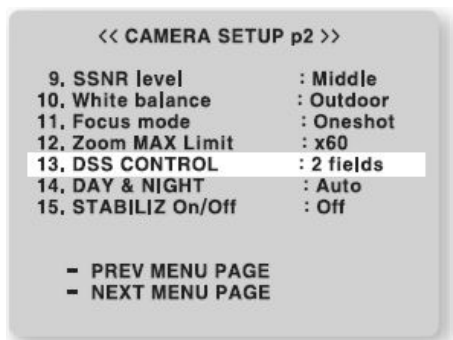 << CAMERA SETUP p2 >>
9. SSNR level : Middle
10. White balance : Outdoor
11. Focus mode : Oneshot
12. Zoom MAX Limit : x60
13. DSS CONTROL : 2 fields
14. DAY & NIGHT : Auto
15. STABILIZ On/Off : Off
- PREV MENU PAGE
- NEXT MENU PAGE